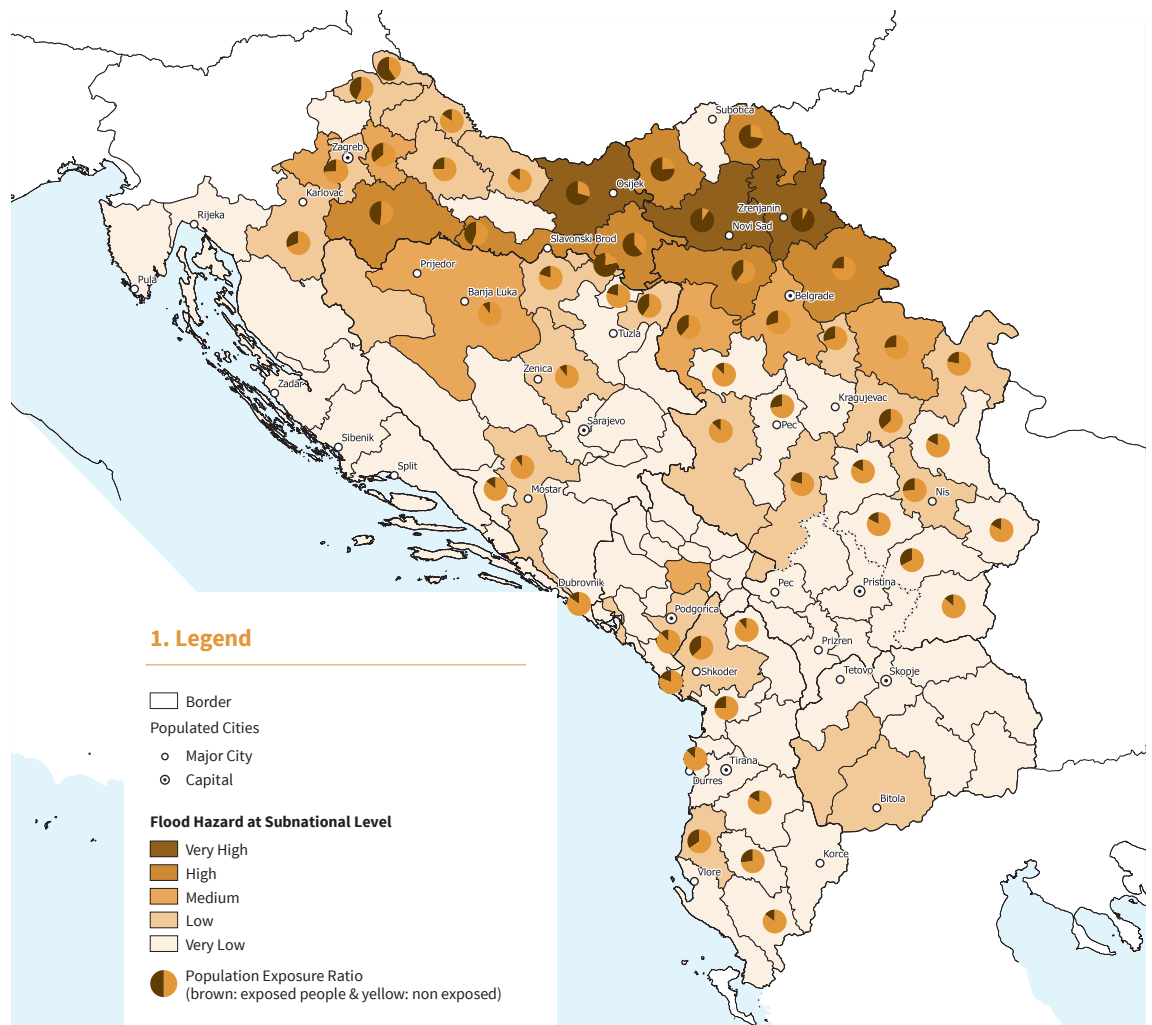 Subotica
Zagreb
Osijek
Karlovac
Zrenjanin
Rijeka
Novi Sad
Slavonski Brod
Prijedor
Pula
Banja Luka
Belgrade
Tuzla
Zenica
Zadar
Kragujevac
Sarajevo
Pec
Sibenik
Split
Mostar
Nis
Dubrovnik
Pec
Pristina
Podgorica
Prizren
Shkoder
Tetovo
Skopje
Tirana
Durres
Bitola
Korce
Vlore
1. Legend
Border
Populated Cities
Major City
Capital
Flood Hazard at Subnational Level
Very High
High
Medium
Low
Very Low
Population Exposure Ratio
(brown: exposed people & yellow: non exposed)